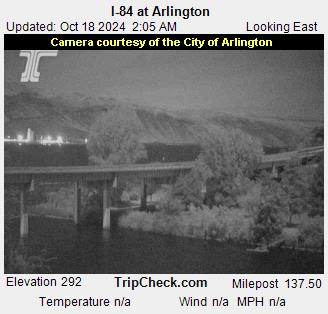 I-84 at Arlington
Updated: Oct 18 2024 2:05 AM Looking East
Camera courtesy of the City of Arlington
Elevation 292 TripCheck.com Milepost 137.50
Temperature n/a Wind n/a MPH n/a